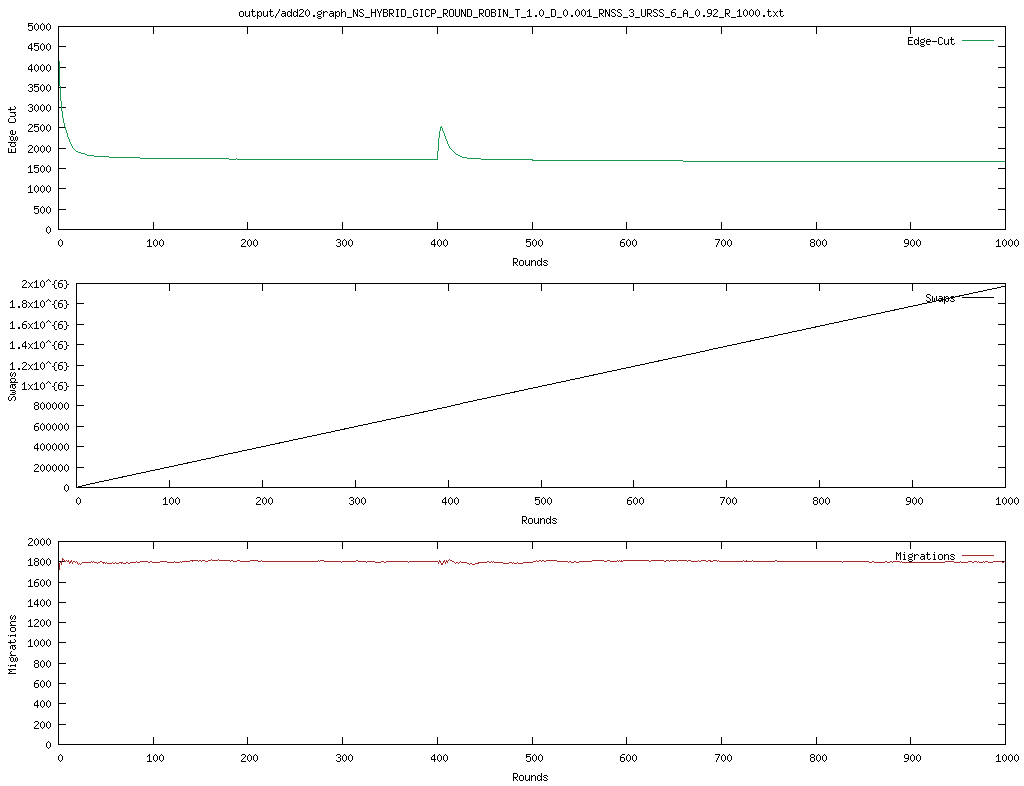 output/add20.graph_NS_HYBRID_GICP_ROUND_ROBIN_T_1.0_D_0.001_RNSS_3_URSS_6_A_0.92_R_1000.txt
5000
4500
4000
3500
3000
2500
2000
1500
1000
500
0
Edge Cut
Edge-Cut
0 100 200 300 400 500 600 700 800 900 1000
Rounds
2x10^{6}
1.8x10^{6}
1.6x10^{6}
1.4x10^{6}
1.2x10^{6}
1x10^{6}
800000
600000
400000
200000
0
Swaps
Swaps
0 100 200 300 400 500 600 700 800 900 1000
Rounds
2000
1800
1600
1400
1200
1000
800
600
400
200
0
Migrations
Migrations
0 100 200 300 400 500 600 700 800 900 1000
Rounds